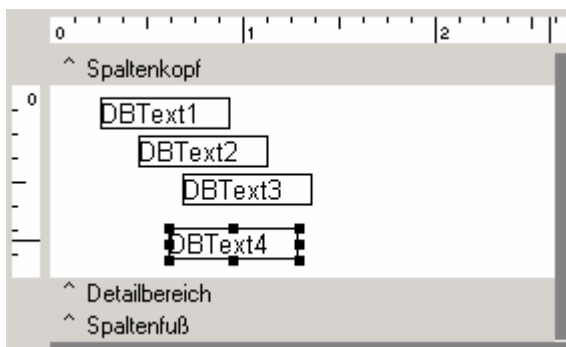 0 1 2
^ Spaltenkopf
0
DBText1
DBText2
DBText3
DBText4
^ Detailbereich
^ Spaltenfuß